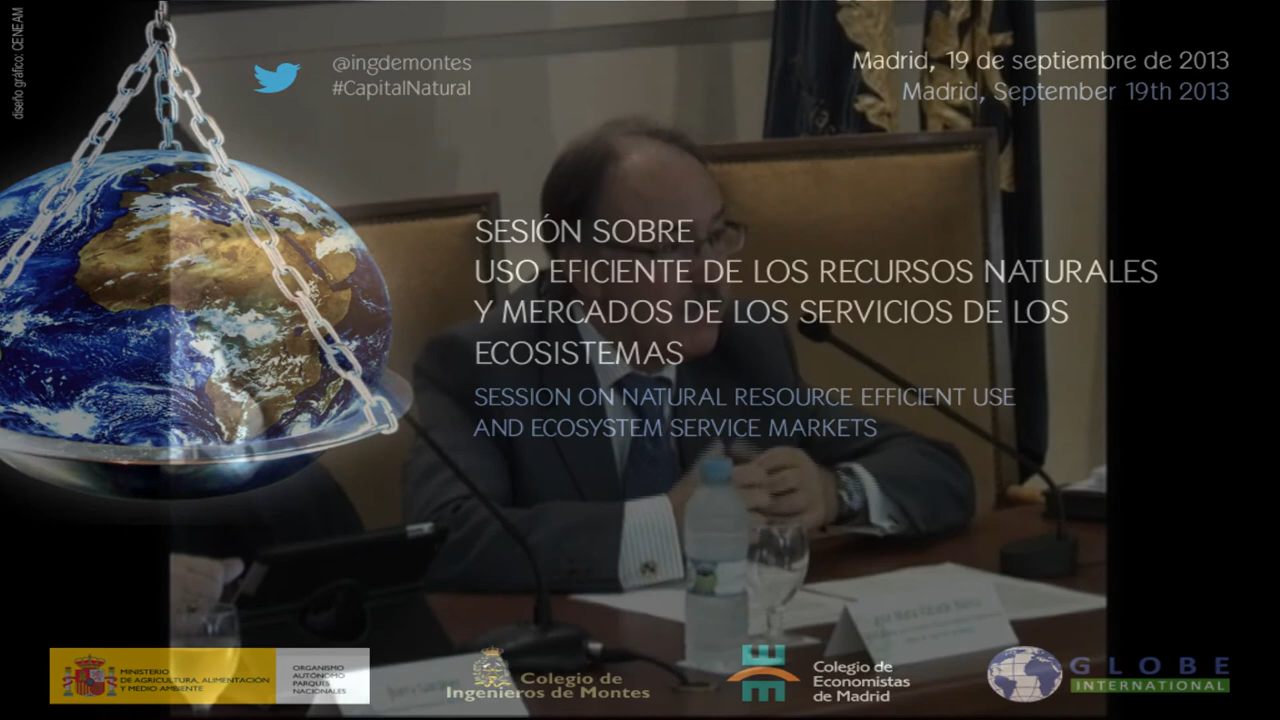 diseño gráfico: CENEAM
@ingdemontes
#CapitalNatural
Madrid, 19 de septiembre de 2013
Madrid, September 19th 2013
SESIÓN SOBRE
USO EFICIENTE DE LOS RECURSOS NATURALES
Y MERCADOS DE LOS SERVICIOS DE LOS
ECOSISTEMAS
SESSION ON NATURAL RESOURCE EFFICIENT USE
AND ECOSYSTEM SERVICE MARKETS
MINISTERIO
DE AGRICULTURA, ALIMENTACIÓN
Y MEDIO AMBIENTE
ORGANISMO
AUTÓNOMO
PARQUES
NACIONALES
Colegio de
Ingenieros de Montes
Colegio de
Economistas
de Madrid
GLOBE
INTERNATIONAL